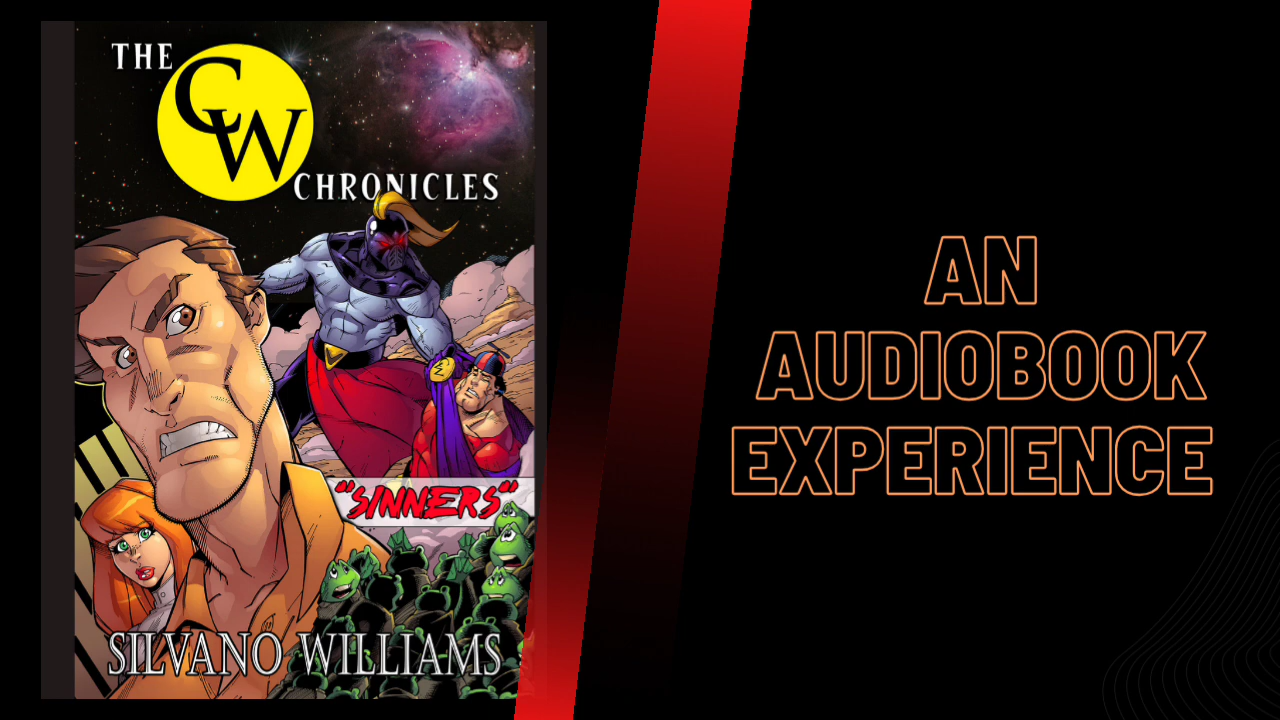 THE
CW
CHRONICLES
"SINNERS"
SILVANO WILLIAMS
AN
AUDIOBOOK
EXPERIENCE